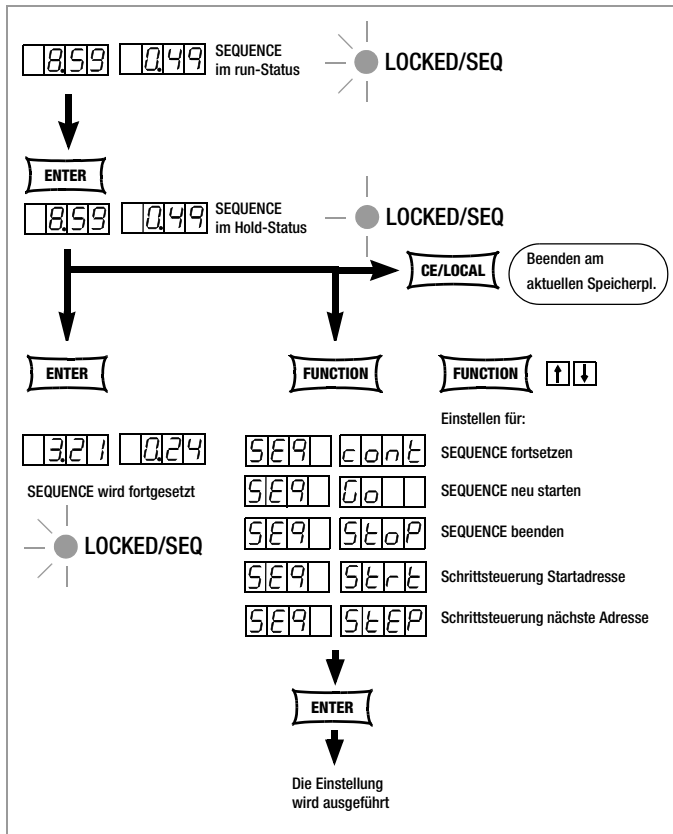 8.59 0.49 SEQUENCE
im run-Status
LOCKED/SEQ
ENTER
8.59 0.49 SEQUENCE
im Hold-Status
LOCKED/SEQ
CE/LOCAL
Beenden am
aktuellen Speicherpl.
ENTER
FUNCTION
FUNCTION ↑ ↓
Einstellen für:
3.21 0.24
SEQUENCE wird fortgesetzt
LOCKED/SEQ
SEq cont SEQUENCE fortsetzen
SEq Go SEQUENCE neu starten
SEq StoP SEQUENCE beenden
SEq Strt Schrittsteuerung Startadresse
SEq StEP Schrittsteuerung nächste Adresse
ENTER
Die Einstellung
wird ausgeführt